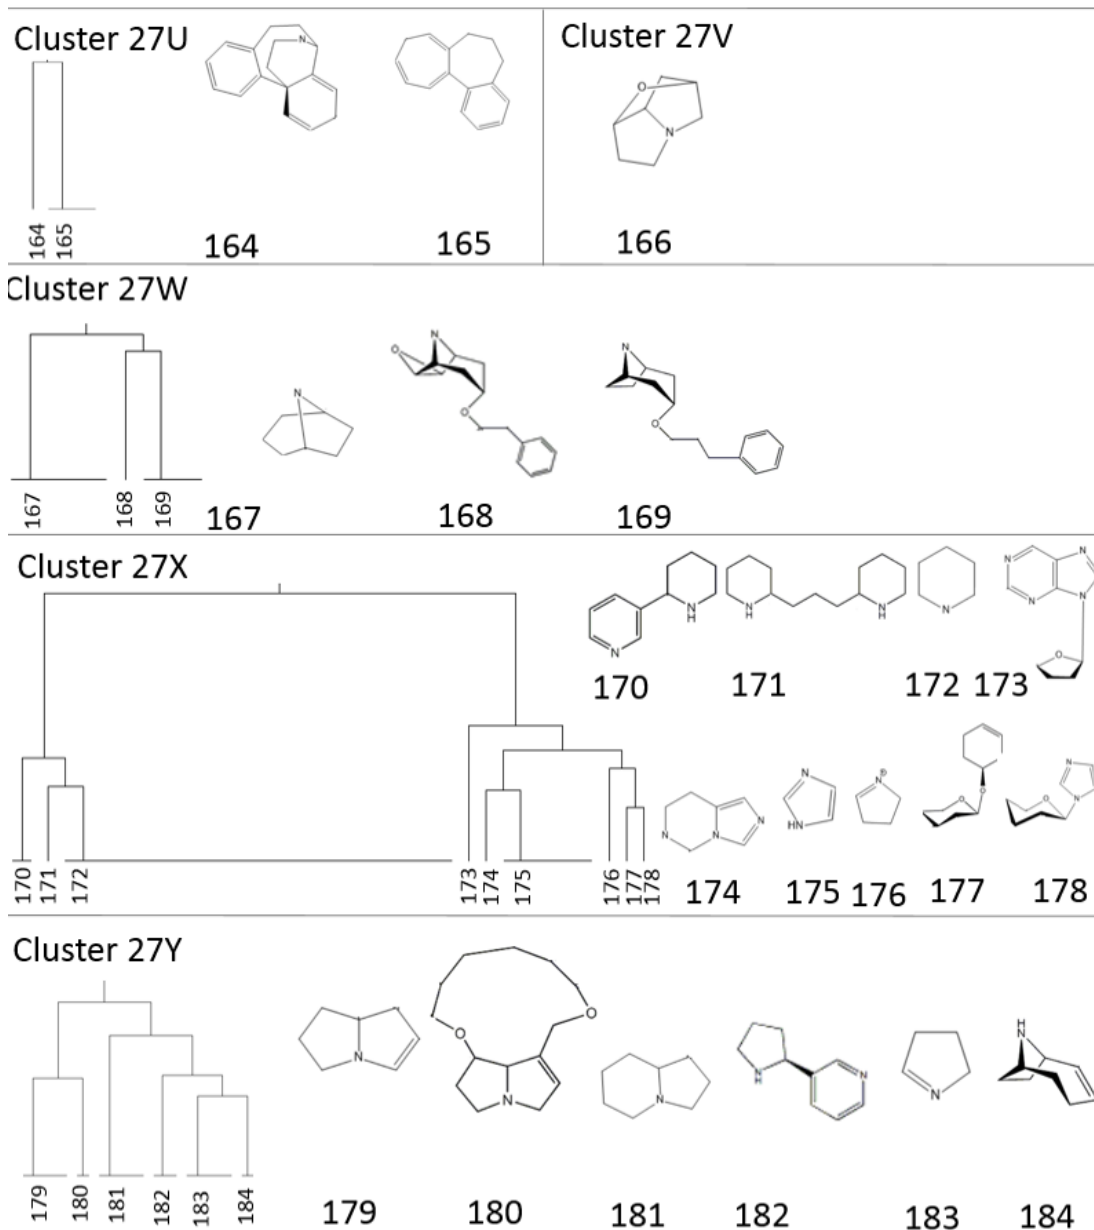 Cluster 27U
N
164
165
164
165
Cluster 27V
O
N
166
Cluster 27W
167
168
169
N
167
O
N
O
168
N
O
169
Cluster 27X
170
171
172
173
174
175
176
177
178
N
N
H
170
N
H
N
H
171
N
172
N
N
N
N
O
173
N
N
N
174
N
HN
175
N
⊕
176
O
O
177
N
N
O
178
Cluster 27Y
179
180
181
182
183
184
N
179
O
O
N
180
N
181
N
H
N
182
N
183
H
N
184